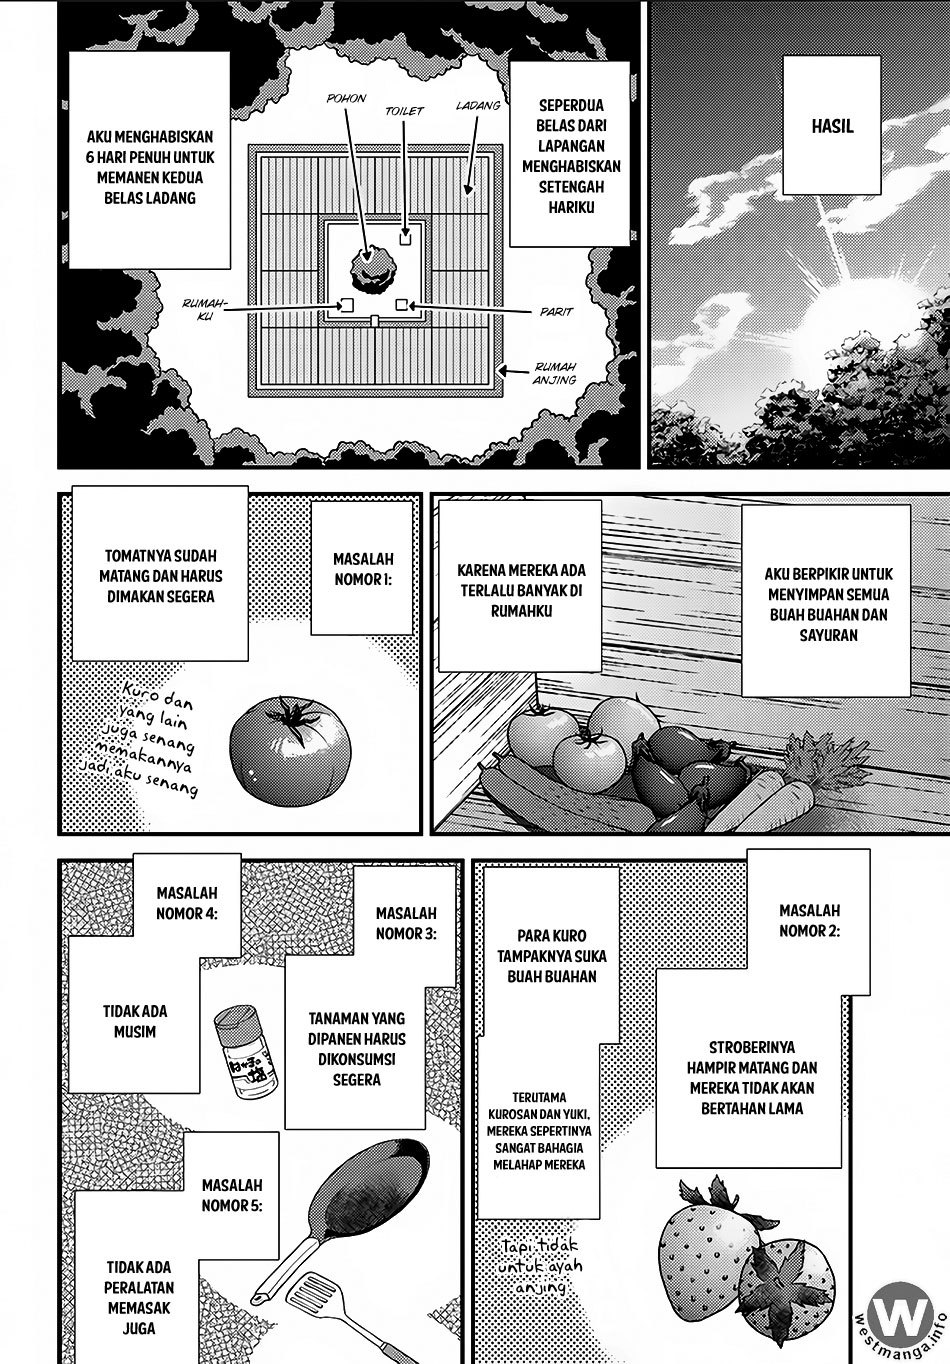 HASIL
SEPERDUA
BELAS DARI
LAPANGAN
MENGHABISKAN
SETENGAH
HARIKU
AKU MENGHABISKAN
6 HARI PENUH UNTUK
MEMANEN KEDUA
BELAS LADANG
POHON
TOILET
LADANG
RUMAH-
KU
PARIT
RUMAH
ANJING
AKU BERPIKIR UNTUK
MENYIMPAN SEMUA
BUAH BUAHAN DAN
SAYURAN
KARENA MEREKA ADA
TERLALU BANYAK DI
RUMAHKU
MASALAH
NOMOR 1:
TOMATNYA SUDAH
MATANG DAN HARUS
DIMAKAN SEGERA
Kuro dan
yang lain
juga senang
memakannya
jadi aku senang
MASALAH
NOMOR 2:
STROBERINYA
HAMPIR MATANG DAN
MEREKA TIDAK AKAN
BERTAHAN LAMA
PARA KURO
TAMPAKNYA SUKA
BUAH BUAHAN
TERUTAMA
KUROSAN DAN YUKI,
MEREKA SEPERTINYA
SANGAT BAHAGIA
MELAHAP MEREKA
Tapi tidak
untuk ayah
anjing
MASALAH
NOMOR 3:
TANAMAN YANG
DIPANEN HARUS
DIKONSUMSI
SEGERA
MASALAH
NOMOR 4:
TIDAK ADA
MUSIM
MASALAH
NOMOR 5:
TIDAK ADA
PERALATAN
MEMASAK
JUGA
W
westmanga.info